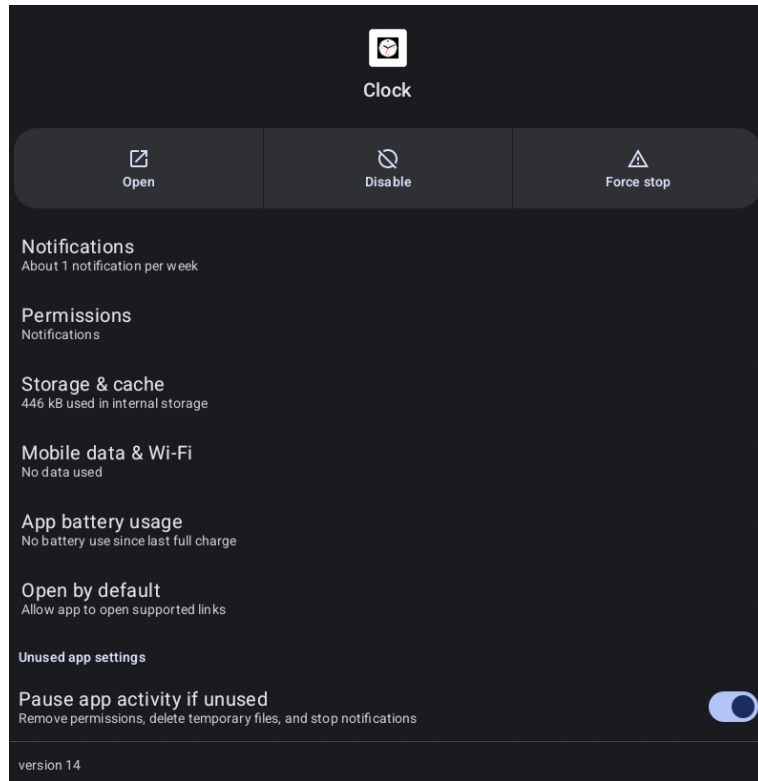 Clock
Open
Disable
Force stop
Notifications
About 1 notification per week
Permissions
Notifications
Storage & cache
446 kB used in internal storage
Mobile data & Wi-Fi
No data used
App battery usage
No battery use since last full charge
Open by default
Allow app to open supported links
Unused app settings
Pause app activity if unused
Remove permissions, delete temporary files, and stop notifications
version 14